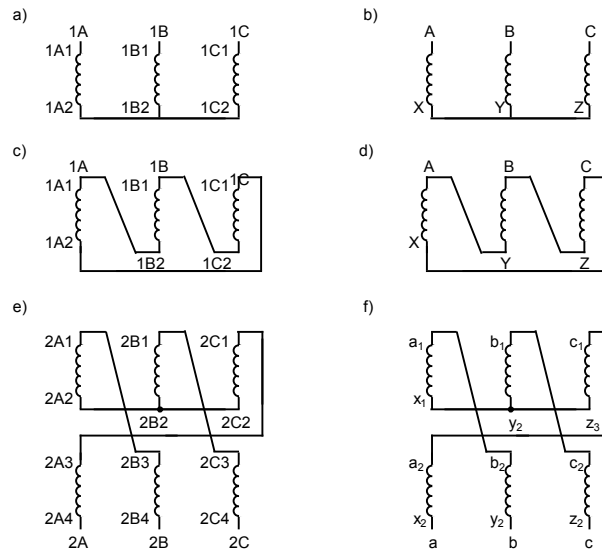 a)
1A 1B 1C
1A1 1B1 1C1
1A2 1B2 1C2
b)
A B C
X Y Z
c)
1A 1B 1C
1A1 1B1 1C1
1A2
1B2 1C2
d)
A B C
X
Y Z
e)
2A1 2B1 2C1
2A2
2B2 2C2
2A3 2B3 2C3
2A4 2B4 2C4
2A 2B 2C
f)
a1 b1 c1
x1
y2 z3
a2 b2 c2
x2 y2 z2
a b c